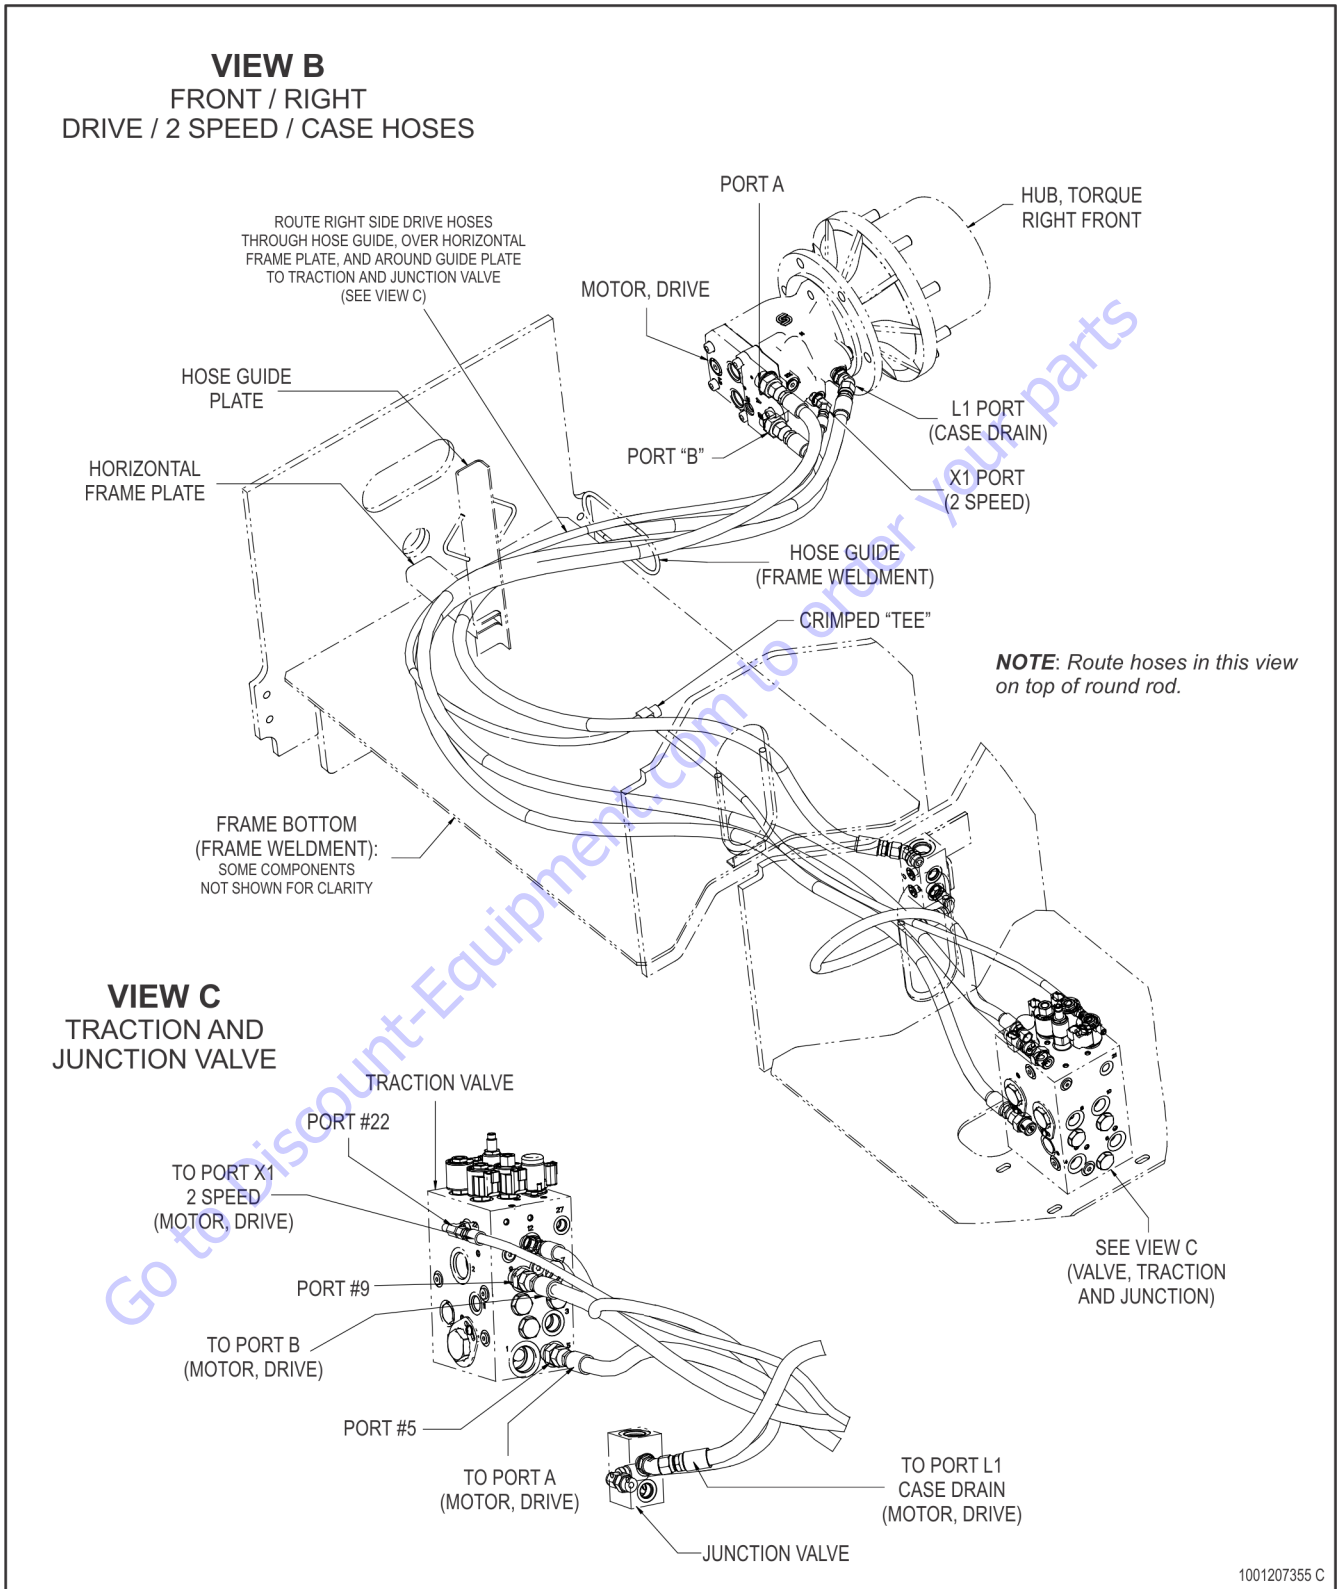 VIEW B
FRONT / RIGHT
DRIVE / 2 SPEED / CASE HOSES
PORT A
HUB, TORQUE
RIGHT FRONT
ROUTE RIGHT SIDE DRIVE HOSES
THROUGH HOSE GUIDE, OVER HORIZONTAL
FRAME PLATE, AND AROUND GUIDE PLATE
TO TRACTION AND JUNCTION VALVE
(SEE VIEW C)
MOTOR, DRIVE
HOSE GUIDE
PLATE
L1 PORT
(CASE DRAIN)
PORT “B”
HORIZONTAL
FRAME PLATE
X1 PORT
(2 SPEED)
HOSE GUIDE
(FRAME WELDMENT)
CRIMPED “TEE”
NOTE: Route hoses in this view
on top of round rod.
FRAME BOTTOM
(FRAME WELDMENT):
SOME COMPONENTS
NOT SHOWN FOR CLARITY
VIEW C
TRACTION AND
JUNCTION VALVE
TRACTION VALVE
PORT #22
TO PORT X1
2 SPEED
(MOTOR, DRIVE)
27
12
2
9
3
1
5
SEE VIEW C
(VALVE, TRACTION
AND JUNCTION)
PORT #9
TO PORT B
(MOTOR, DRIVE)
PORT #5
TO PORT A
(MOTOR, DRIVE)
TO PORT L1
CASE DRAIN
(MOTOR, DRIVE)
JUNCTION VALVE
1001207355 C
Go to Discount-Equipment.com to order your parts